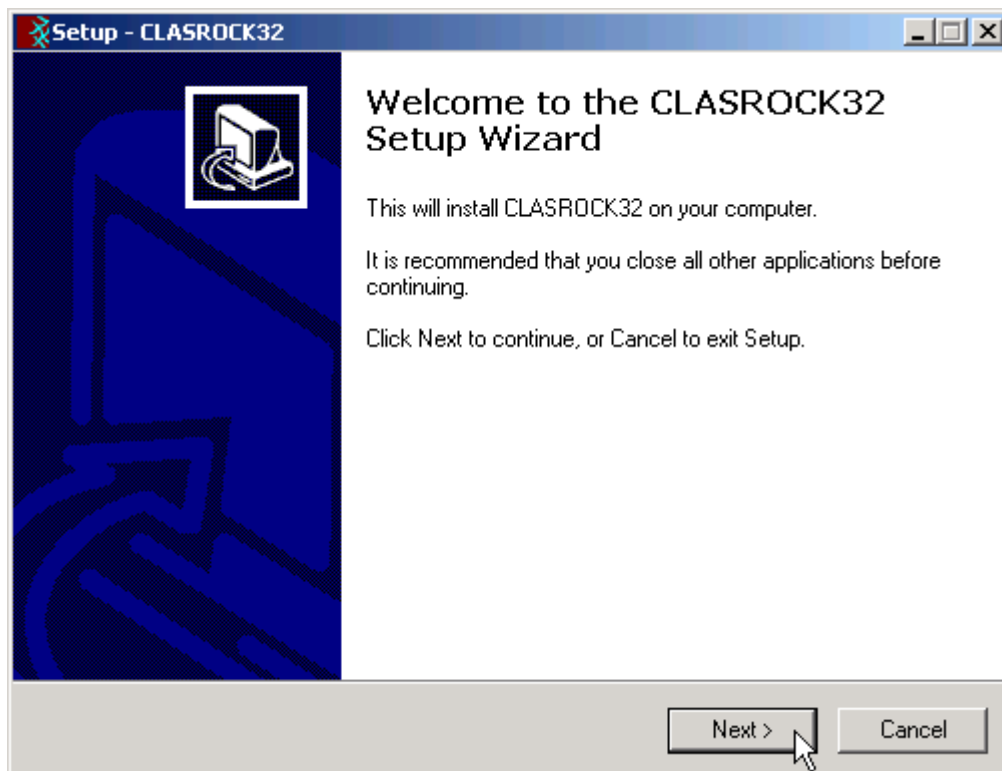 Setup - CLASROCK32
Welcome to the CLASROCK32
Setup Wizard
This will install CLASROCK32 on your computer.
It is recommended that you close all other applications before
continuing.
Click Next to continue, or Cancel to exit Setup.
Next >
Cancel